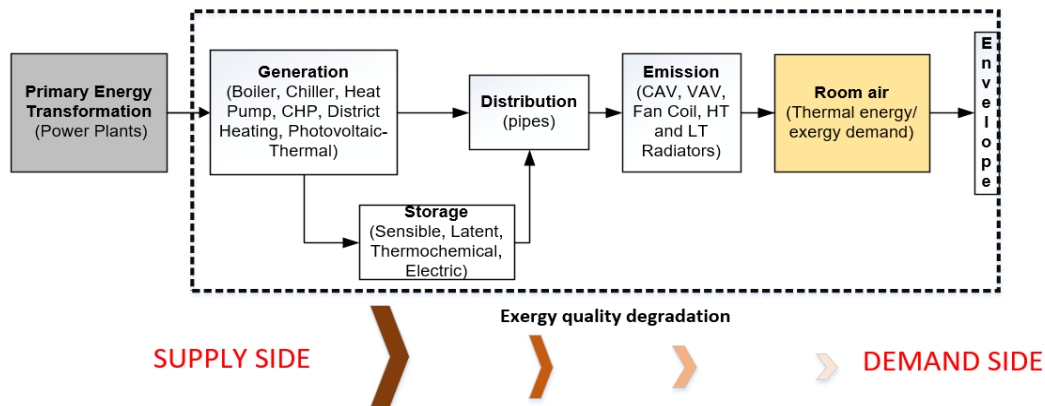 Primary Energy
Transformation
(Power Plants)
Generation
(Boiler, Chiller, Heat
Pump, CHP, District
Heating, Photovoltaic-
Thermal)
Storage
(Sensible, Latent,
Thermochemical,
Electric)
Distribution
(pipes)
Emission
(CAV, VAV,
Fan Coil, HT
and LT
Radiators)
Room air
(Thermal energy/
exergy demand)
Envelope
Exergy quality degradation
SUPPLY SIDE
DEMAND SIDE